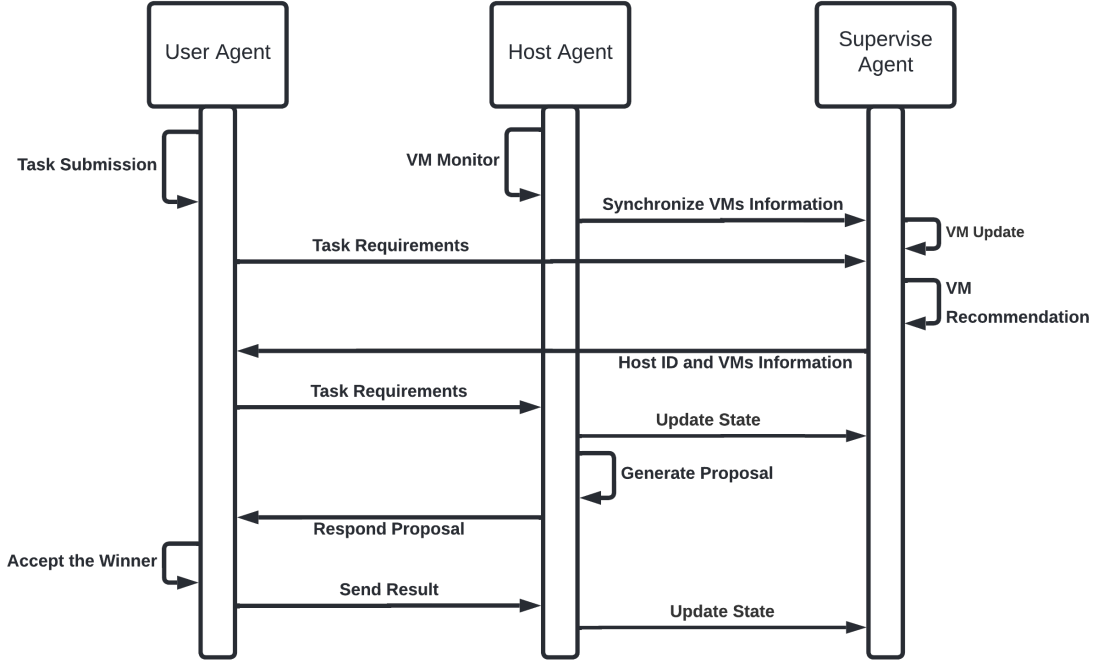 User Agent
Host Agent
Supervise
Agent
Task Submission
VM Monitor
Synchronize VMs Information
VM Update
Task Requirements
VM
Recommendation
Host ID and VMs Information
Task Requirements
Update State
Generate Proposal
Respond Proposal
Accept the Winner
Send Result
Update State